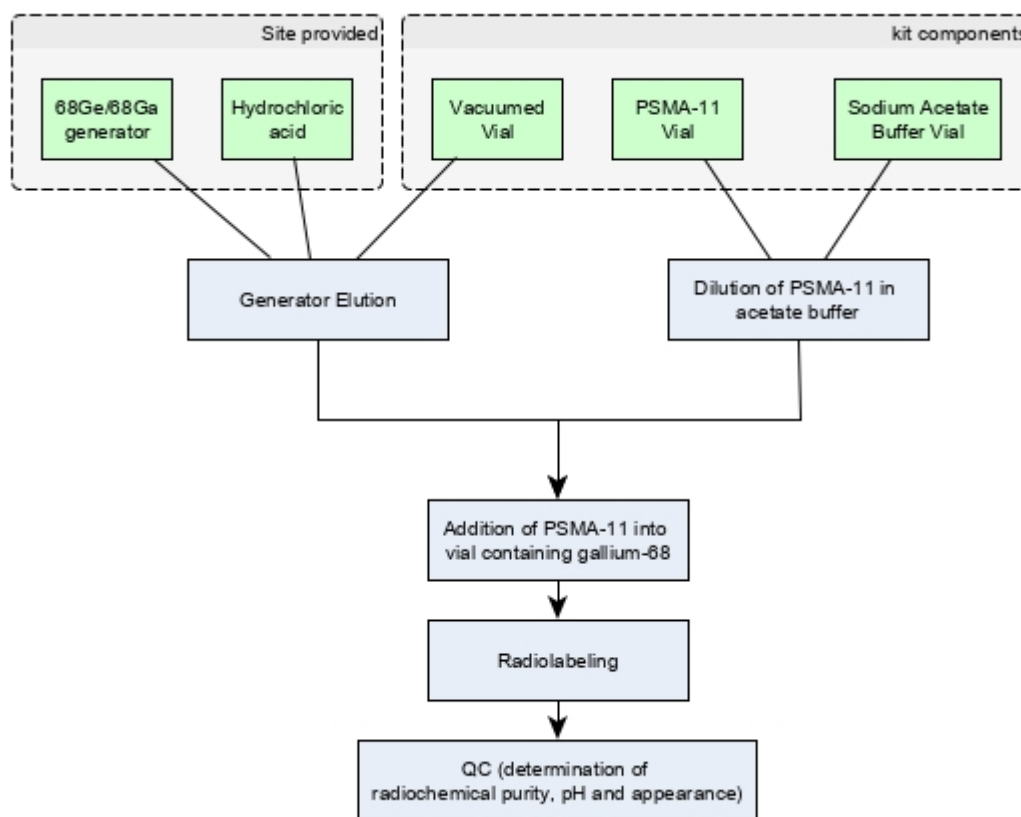 Site provided
kit components
68Ge/68Ga
generator
Hydrochloric
acid
Vacuumed
Vial
PSMA-11
Vial
Sodium Acetate
Buffer Vial
Generator Elution
Dilution of PSMA-11 in
acetate buffer
Addition of PSMA-11 into
vial containing gallium-68
Radiolabeling
QC (determination of
radiochemical purity, pH and appearance)